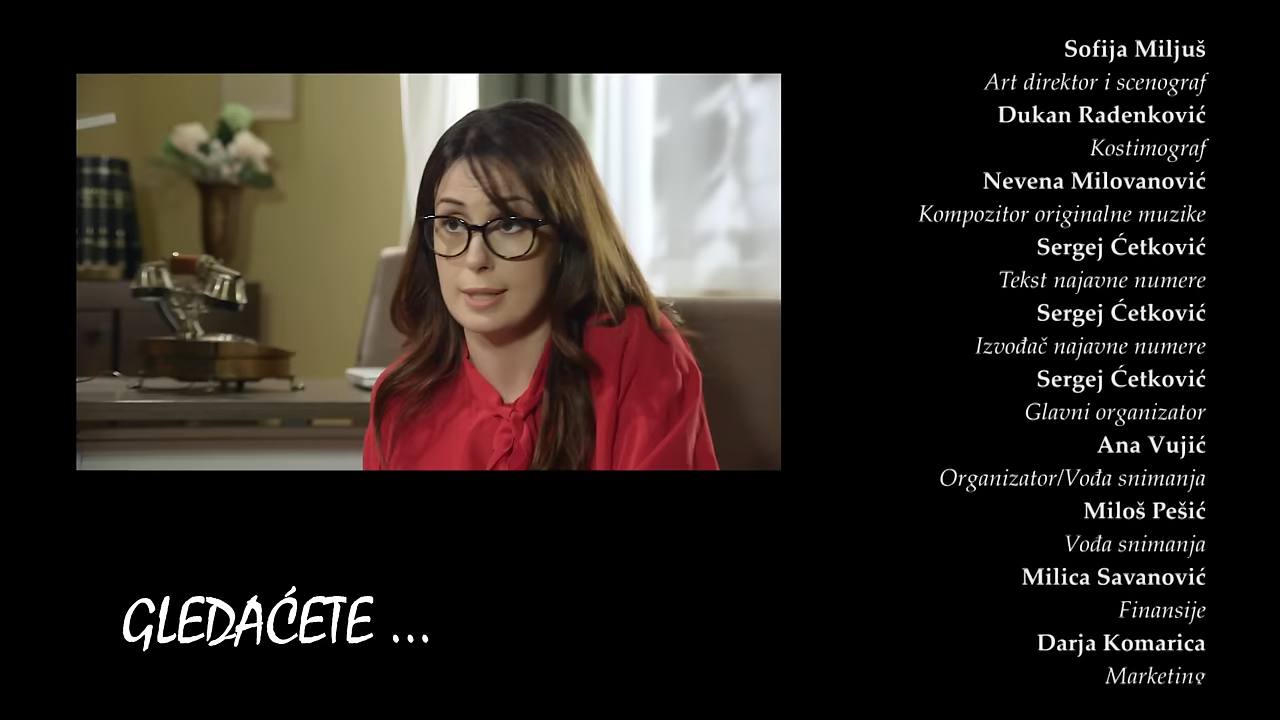 Sofija Miljuš
Art direktor i scenograf
Dukan Radenković
Kostimograf
Nevena Milovanović
Kompozitor originalne muzike
Sergej Ćetković
Tekst najavne numere
Sergej Ćetković
Izvođač najavne numere
Sergej Ćetković
Glavni organizator
Ana Vujić
Organizator/Vođa snimanja
Miloš Pešić
Vođa snimanja
Milica Savanović
Finansije
Darja Komarica
Marketing
GLEDAĆETE ...